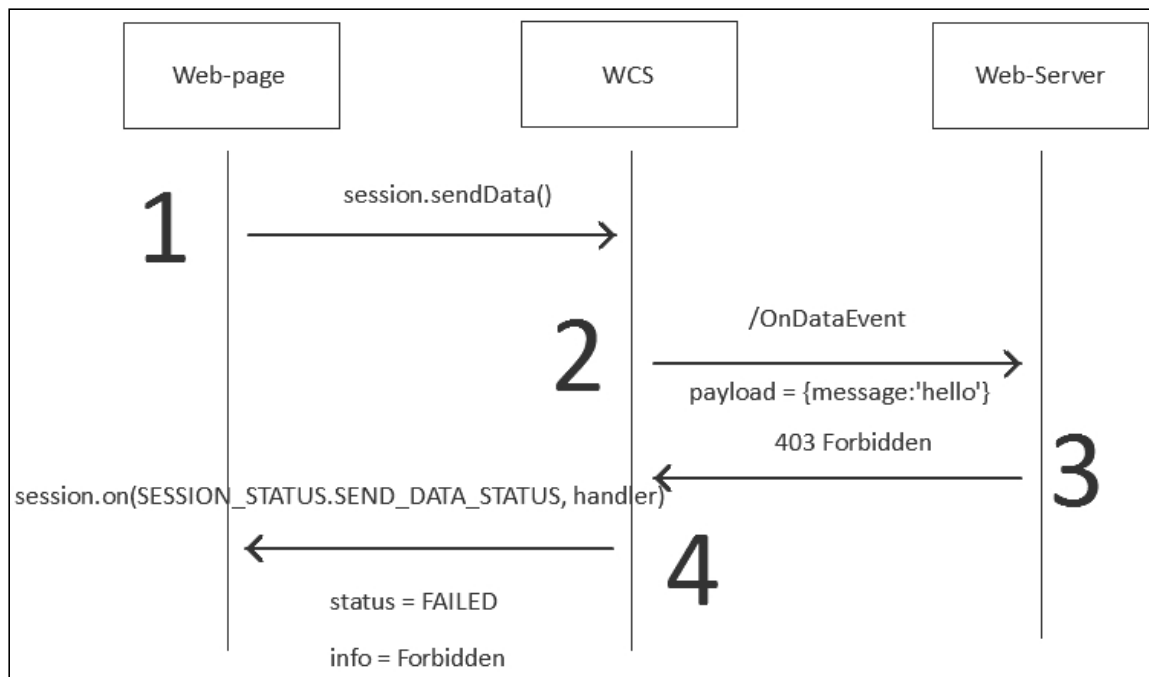 Web-page
WCS
Web-Server
1
session.sendData()
2
/OnDataEvent
payload = {message:'hello'}
403 Forbidden
3
session.on(SESSION_STATUS.SEND_DATA_STATUS, handler)
4
status = FAILED
info = Forbidden